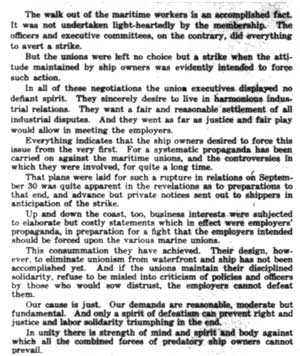 The walk out of the maritime workers is an accomplished fact.
It was not undertaken light-heartedly by the membership. The
officers and executive committees, on the contrary, did everything
to avert a strike.
But the unions were left no choice but a strike when the atti-
tude maintained by ship owners was evidently intended to force
such action.
In all of these negotiations the union executives displayed no
defiant spirit. They sincerely desire to live in harmonious indus-
trial relations. They want a fair and reasonable settlement of all
industrial disputes. And they went as far as justice and fair play
would allow in meeting the employers.
Everything indicates that the ship owners desired to force this
issue from the very first. For a systematic propaganda has been
carried on against the maritime unions, and the controversies in
which they were involved, for quite a long time.
That plans were laid for such a rupture in relations on Septem-
ber 30 was quite apparent in the revelations as to preparations to
that end, and advance but private notices sent out to shippers in
anticipation of the strike.
Up and down the coast, too, business interests were subjected
to elaborate but costly statements which in effect were employers'
propaganda, in preparation for a fight that the employers intended
should be forced upon the various marine unions.
This consummation they have achieved. Their design, how-
ever, to eliminate unionism from waterfront and ship has not been
accomplished yet. And if the unions maintain their disciplined
solidarity, refuse to be misled into criticism of policies and officers
by those who would sow distrust, the employers cannot defeat
them.
Our cause is just. Our demands are reasonable, moderate but
fundamental. And only a spirit of defeatism can prevent right and
justice and labor solidarity triumphing in the end.
In unity there is strength of mind and spirit and body against
which all the combined forces of predatory ship owners cannot
prevail.